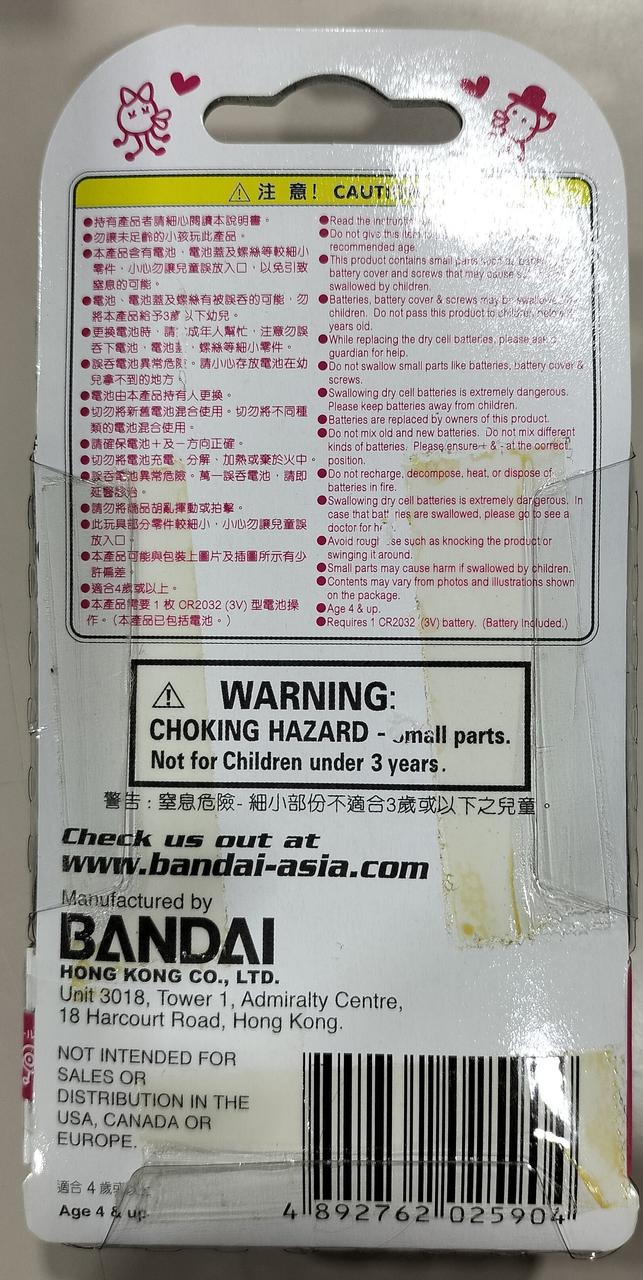 注 意! CAUTI
●持有產品者請細心閱讀本說明書。
●勿讓未足齡的小孩玩此產品。
●本產品含有電池、電池蓋及螺絲等較細小
零件，小心勿讓兒童誤放入口，以免引致
窒息的可能。
●電池、電池蓋及螺絲有被誤吞的可能，勿
將本產品給予3歲 以下幼兒。
●更換電池時，請 成年人幫忙，注意勿誤
吞下電池、電池 、螺絲等細小零件。
●誤吞電池異常危險。請小心存放電池在幼
兒拿不到的地方。
●電池由本產品持有人更換。
●切勿將新舊電池混合使用。切勿將不同種
類的電池混合使用。
●請確保電池＋及－方向正確。
●切勿將電池充電、分解、加熱或棄於火中。
●誤吞電池異常危險。萬一誤吞電池，請即
延醫診治。
●請勿將商品胡亂揮動或拍擊。
●此玩具部分零件較細小，小心勿讓兒童誤
放入口。
●本產品可能與包裝上圖片及插圖所示有少
許偏差。
●適合4歲或以上。
●本產品需要 1 枚 CR2032 (3V) 型電池操
作。（本產品已包括電池。）
●Read the
●Do not give this
recommended age.
●This product contains small parts
battery cover and screws that may cause
swallowed by children.
●Batteries, battery cover & screws may be
children. Do not pass this product to children
years old.
●While replacing the dry cell batteries, please ask
guardian for help.
●Do not swallow small parts like batteries, battery cover &
screws.
●Swallowing dry cell batteries is extremely dangerous.
Please keep batteries away from children.
●Batteries are replaced by owners of this product.
●Do not mix old and new batteries. Do not mix different
kinds of batteries. Please ensure + & - at the correct
position.
●Do not recharge, decompose, heat, or dispose of
batteries in fire.
●Swallowing dry cell batteries is extremely dangerous. In
case that are swallowed, please go to see a
doctor for
●Avoid rough use such as knocking the product or
swinging it around.
●Small parts may cause harm if swallowed by children.
●Contents may vary from photos and illustrations shown
on the package.
●Age 4 & up.
●Requires 1 CR2032 (3V) battery. (Battery Included.)
WARNING:
CHOKING HAZARD - small parts.
Not for Children under 3 years.
警告 : 窒息危險- 細小部份不適合3歲或以下之兒童。
Check us out at
www.bandai-asia.com
Manufactured by
BANDAI
HONG KONG CO., LTD.
Unit 3018, Tower 1, Admiralty Centre,
18 Harcourt Road, Hong Kong.
NOT INTENDED FOR
SALES OR
DISTRIBUTION IN THE
USA, CANADA OR
EUROPE.
適合 4 歲或以上
Age 4 & up
4 892762 025904